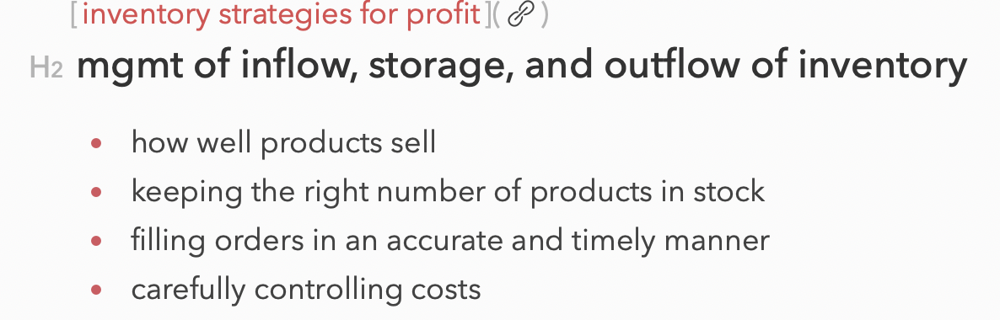 [inventory strategies for profit]( )
H2 mgmt of inflow, storage, and outflow of inventory
• how well products sell
• keeping the right number of products in stock
• filling orders in an accurate and timely manner
• carefully controlling costs